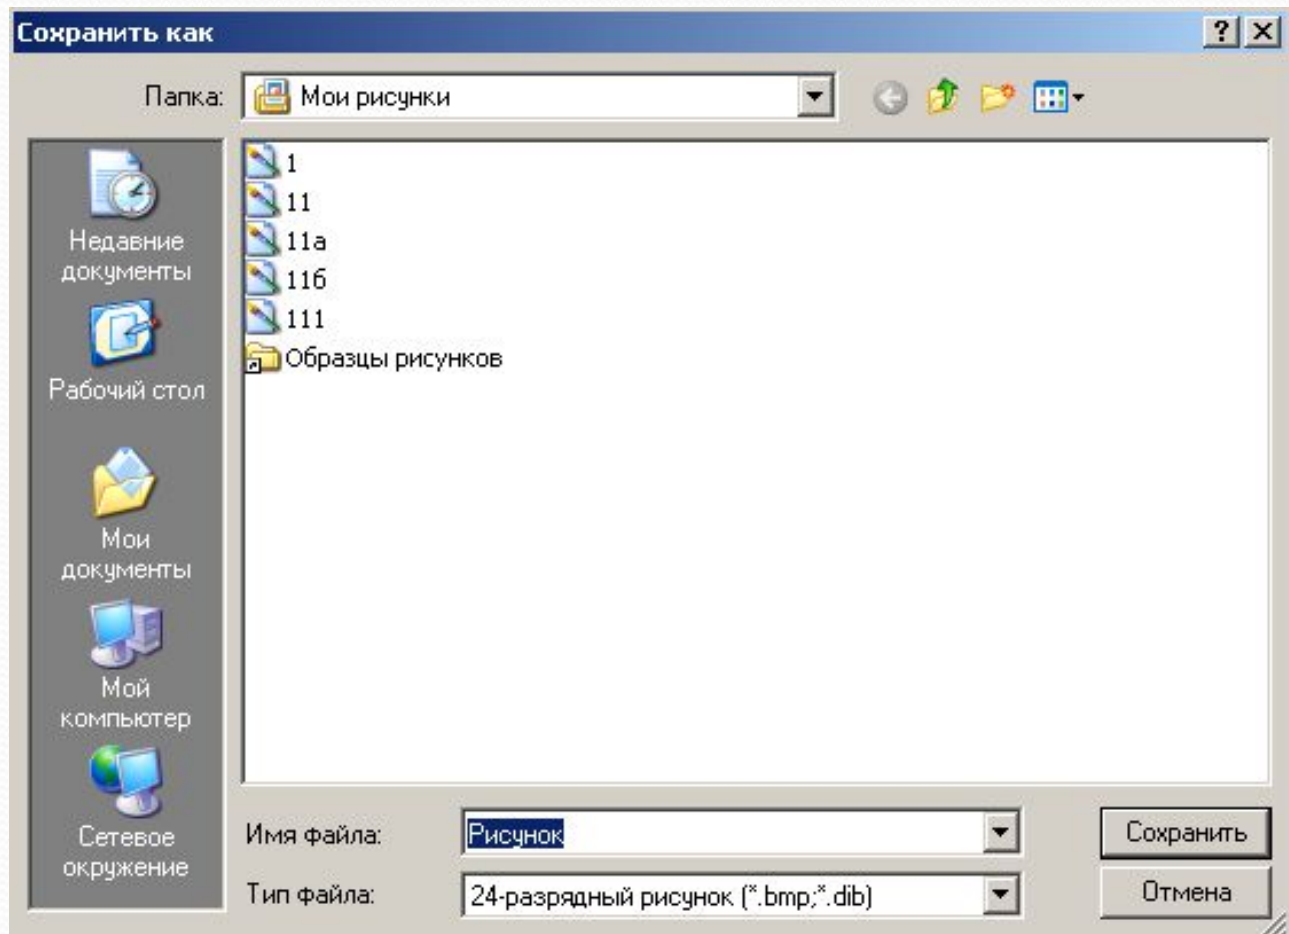 Сохранить как
Папка:
Мои рисунки
Недавние
документы
Рабочий стол
Мои
документы
Мой
компьютер
Сетевое
окружение
1
11
11а
11б
111
Образцы рисунков
Имя файла:
Рисунок
Сохранить
Тип файла:
24-разрядный рисунок (*.bmp;*.dib)
Отмена